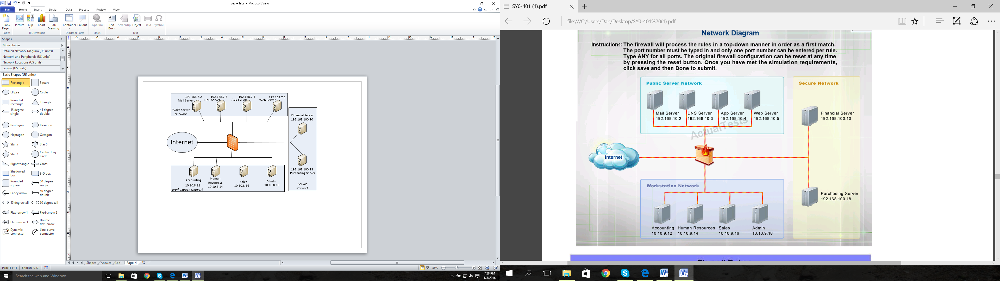 Sec + labs - Microsoft Visio
File Home Insert Design Data Process Review View
Blank Page
Picture
Clip Art
Chart
CAD Drawing
Container
Callout
Hyperlink
Text Box
ScreenTip
Object
Field
Symbol
Pages
Illustrations
Diagram Parts
Links
Text
Shapes
More Shapes
Detailed Network Diagram (US units)
Network and Peripherals (US units)
Network Locations (US units)
Servers (US units)
Basic Shapes (US units)
Rectangle
Square
Ellipse
Circle
Rounded rectangle
Triangle
45 degree single
45 degree double
Pentagon
Hexagon
Heptagon
Octagon
Star 5
Star 6
Star 7
Center drag circle
Right triangle
Cross
Shadowed box
3-D box
Rounded square
60 degree single
Fancy arrow
60 degree double
45 degree tail
60 degree tail
Flexi-arrow 1
Flexi-arrow 2
Flexi-arrow 3
Double flexi-arrow
Dynamic connector
Line-curve connector
192.168.7.2
Mail Server
192.168.7.3
DNS Server
192.168.7.4
App Server
192.168.7.5
Web Server
Public Server
Network
Financial Server
192.168.100.10
Internet
192.168.100.18
Purchasing Server
Secure
Network
Accounting
10.10.8.12
Human
Resources
10.10.8.14
Sales
10.10.8.16
Admin
10.10.8.18
Work Station Network
Shapes Answer Lab 1 Page-4
Page 4 of 4 English (U.S.)
83%
Search the web and Windows
7:28 PM
1/3/2016
SY0-401 (1).pdf
file:///C:/Users/Dan/Desktop/SY0-401%20(1).pdf
Network Diagram
Instructions: The firewall will process the rules in a top-down manner in order as a first match.
The port number must be typed in and only one port number can be entered per rule.
Type ANY for all ports. The original firewall configuration can be reset at any time
by pressing the reset button. Once you have met the simulation requirements,
click save and then Done to submit.
Public Server Network
Mail Server
192.168.10.2
DNS Server
192.168.10.3
App Server
192.168.10.4
Web Server
192.168.10.5
ActualTests
Secure Network
Financial Server
192.168.100.10
Internet
Purchasing Server
192.168.100.18
Workstation Network
Accounting
10.10.9.12
Human Resources
10.10.9.14
Sales
10.10.9.16
Admin
10.10.9.18